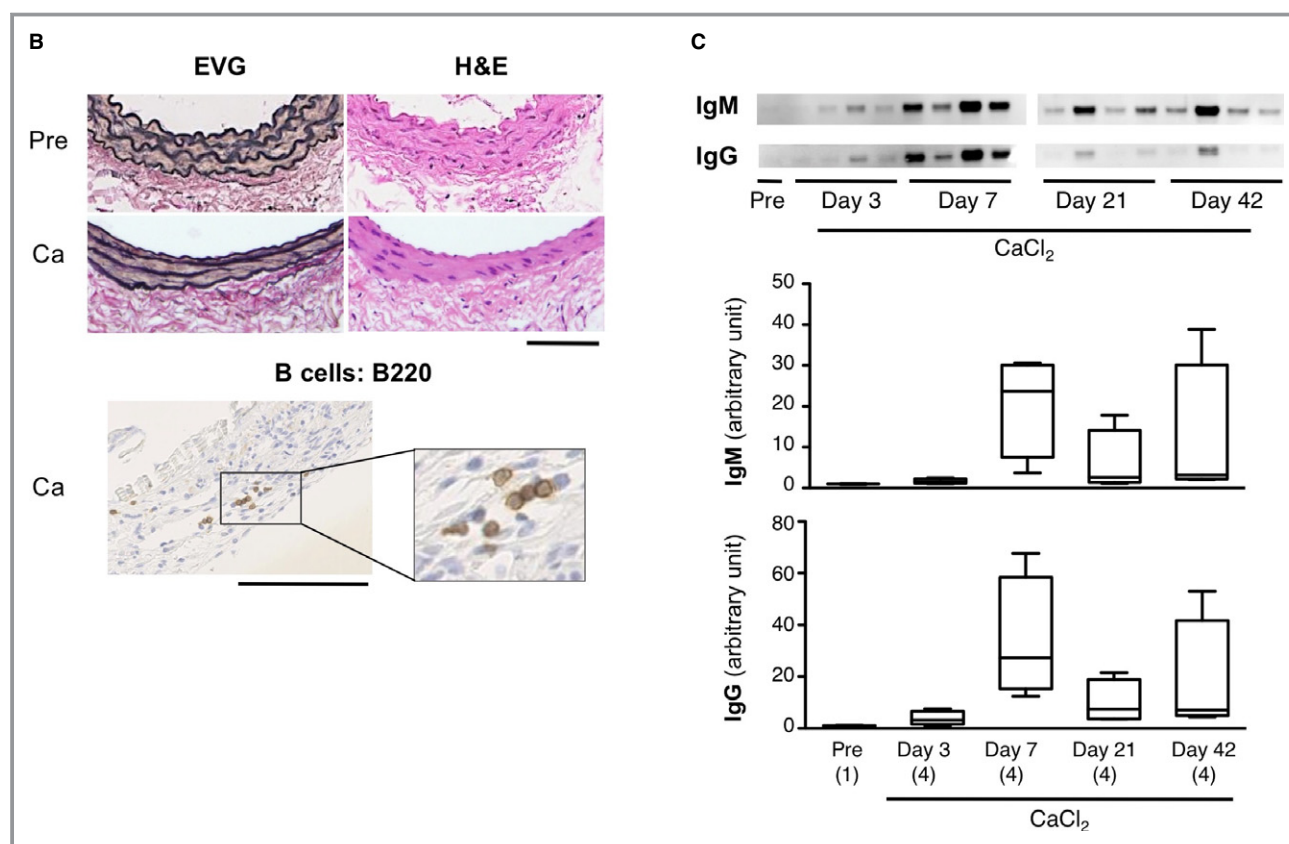 B
EVG H&E
Pre
Ca
B cells: B220
Ca
C
IgM
IgG
Pre Day 3 Day 7 Day 21 Day 42
CaCl₂
50
40
30
20
10
0
IgM (arbitrary unit)
80
60
40
20
0
IgG (arbitrary unit)
Pre Day 3 Day 7 Day 21 Day 42
(1) (4) (4) (4) (4)
CaCl₂